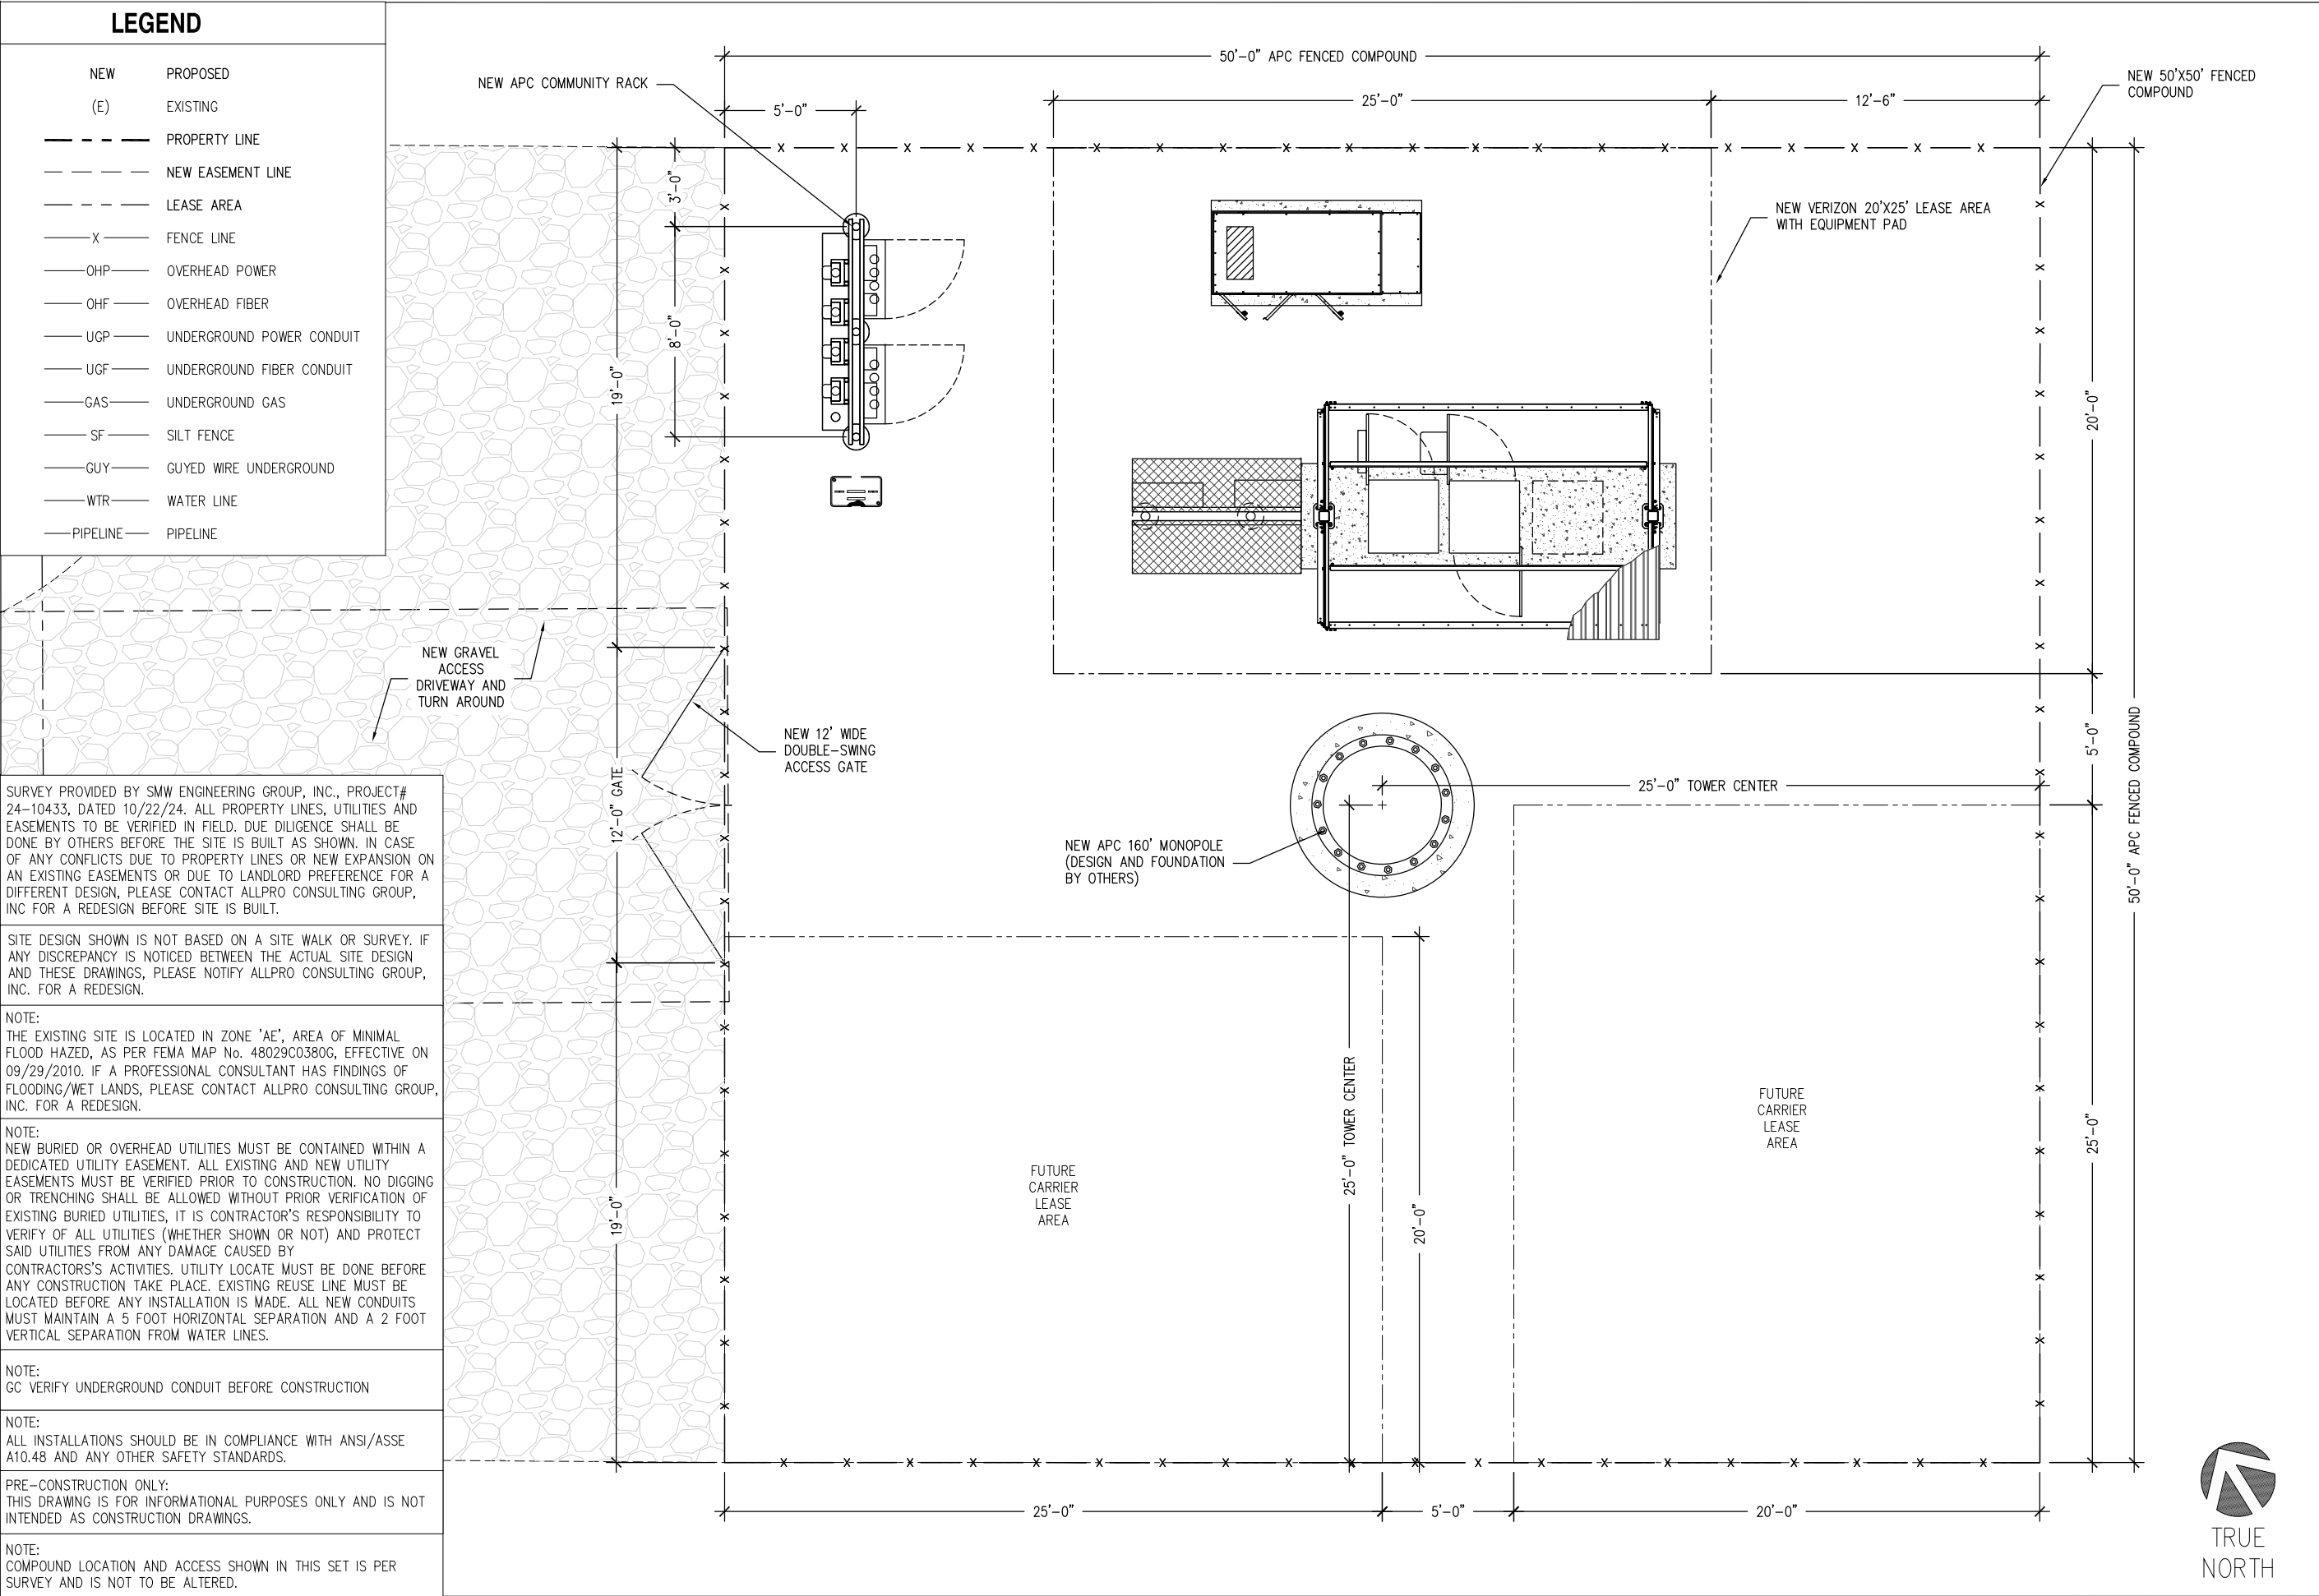 LEGEND
NEW PROPOSED
(E) EXISTING
PROPERTY LINE
NEW EASEMENT LINE
LEASE AREA
X FENCE LINE
OHP OVERHEAD POWER
OHF OVERHEAD FIBER
UGP UNDERGROUND POWER CONDUIT
UGF UNDERGROUND FIBER CONDUIT
GAS UNDERGROUND GAS
SF SILT FENCE
GUY GUYED WIRE UNDERGROUND
WTR WATER LINE
PIPELINE PIPELINE
SURVEY PROVIDED BY SMW ENGINEERING GROUP, INC., PROJECT#
24-10433, DATED 10/22/24. ALL PROPERTY LINES, UTILITIES AND
EASEMENTS TO BE VERIFIED IN FIELD. DUE DILIGENCE SHALL BE
DONE BY OTHERS BEFORE THE SITE IS BUILT AS SHOWN. IN CASE
OF ANY CONFLICTS DUE TO PROPERTY LINES OR NEW EXPANSION ON
AN EXISTING EASEMENTS OR DUE TO LANDLORD PREFERENCE FOR A
DIFFERENT DESIGN, PLEASE CONTACT ALLPRO CONSULTING GROUP,
INC FOR A REDESIGN BEFORE SITE IS BUILT.
SITE DESIGN SHOWN IS NOT BASED ON A SITE WALK OR SURVEY. IF
ANY DISCREPANCY IS NOTICED BETWEEN THE ACTUAL SITE DESIGN
AND THESE DRAWINGS, PLEASE NOTIFY ALLPRO CONSULTING GROUP,
INC. FOR A REDESIGN.
NOTE:
THE EXISTING SITE IS LOCATED IN ZONE 'AE', AREA OF MINIMAL
FLOOD HAZED, AS PER FEMA MAP No. 48029C0380G, EFFECTIVE ON
09/29/2010. IF A PROFESSIONAL CONSULTANT HAS FINDINGS OF
FLOODING/WET LANDS, PLEASE CONTACT ALLPRO CONSULTING GROUP,
INC. FOR A REDESIGN.
NOTE:
NEW BURIED OR OVERHEAD UTILITIES MUST BE CONTAINED WITHIN A
DEDICATED UTILITY EASEMENT. ALL EXISTING AND NEW UTILITY
EASEMENTS MUST BE VERIFIED PRIOR TO CONSTRUCTION. NO DIGGING
OR TRENCHING SHALL BE ALLOWED WITHOUT PRIOR VERIFICATION OF
EXISTING BURIED UTILITIES, IT IS CONTRACTOR'S RESPONSIBILITY TO
VERIFY OF ALL UTILITIES (WHETHER SHOWN OR NOT) AND PROTECT
SAID UTILITIES FROM ANY DAMAGE CAUSED BY
CONTRACTORS'S ACTIVITIES. UTILITY LOCATE MUST BE DONE BEFORE
ANY CONSTRUCTION TAKE PLACE. EXISTING REUSE LINE MUST BE
LOCATED BEFORE ANY INSTALLATION IS MADE. ALL NEW CONDUITS
MUST MAINTAIN A 5 FOOT HORIZONTAL SEPARATION AND A 2 FOOT
VERTICAL SEPARATION FROM WATER LINES.
NOTE:
GC VERIFY UNDERGROUND CONDUIT BEFORE CONSTRUCTION
NOTE:
ALL INSTALLATIONS SHOULD BE IN COMPLIANCE WITH ANSI/ASSE
A10.48 AND ANY OTHER SAFETY STANDARDS.
PRE-CONSTRUCTION ONLY:
THIS DRAWING IS FOR INFORMATIONAL PURPOSES ONLY AND IS NOT
INTENDED AS CONSTRUCTION DRAWINGS.
NOTE:
COMPOUND LOCATION AND ACCESS SHOWN IN THIS SET IS PER
SURVEY AND IS NOT TO BE ALTERED.
50'-0" APC FENCED COMPOUND
NEW APC COMMUNITY RACK
5'-0"
25'-0"
12'-6"
NEW 50'X50' FENCED
COMPOUND
3'-0"
8'-0"
19'-0"
NEW VERIZON 20'X25' LEASE AREA
WITH EQUIPMENT PAD
20'-0"
NEW GRAVEL
ACCESS
DRIVEWAY AND
TURN AROUND
12'-0" GATE
NEW 12' WIDE
DOUBLE-SWING
ACCESS GATE
5'-0"
50'-0" APC FENCED COMPOUND
25'-0" TOWER CENTER
NEW APC 160' MONOPOLE
(DESIGN AND FOUNDATION
BY OTHERS)
25'-0" TOWER CENTER
20'-0"
FUTURE
CARRIER
LEASE
AREA
FUTURE
CARRIER
LEASE
AREA
25'-0"
19'-0"
25'-0"
5'-0"
20'-0"
TRUE
NORTH